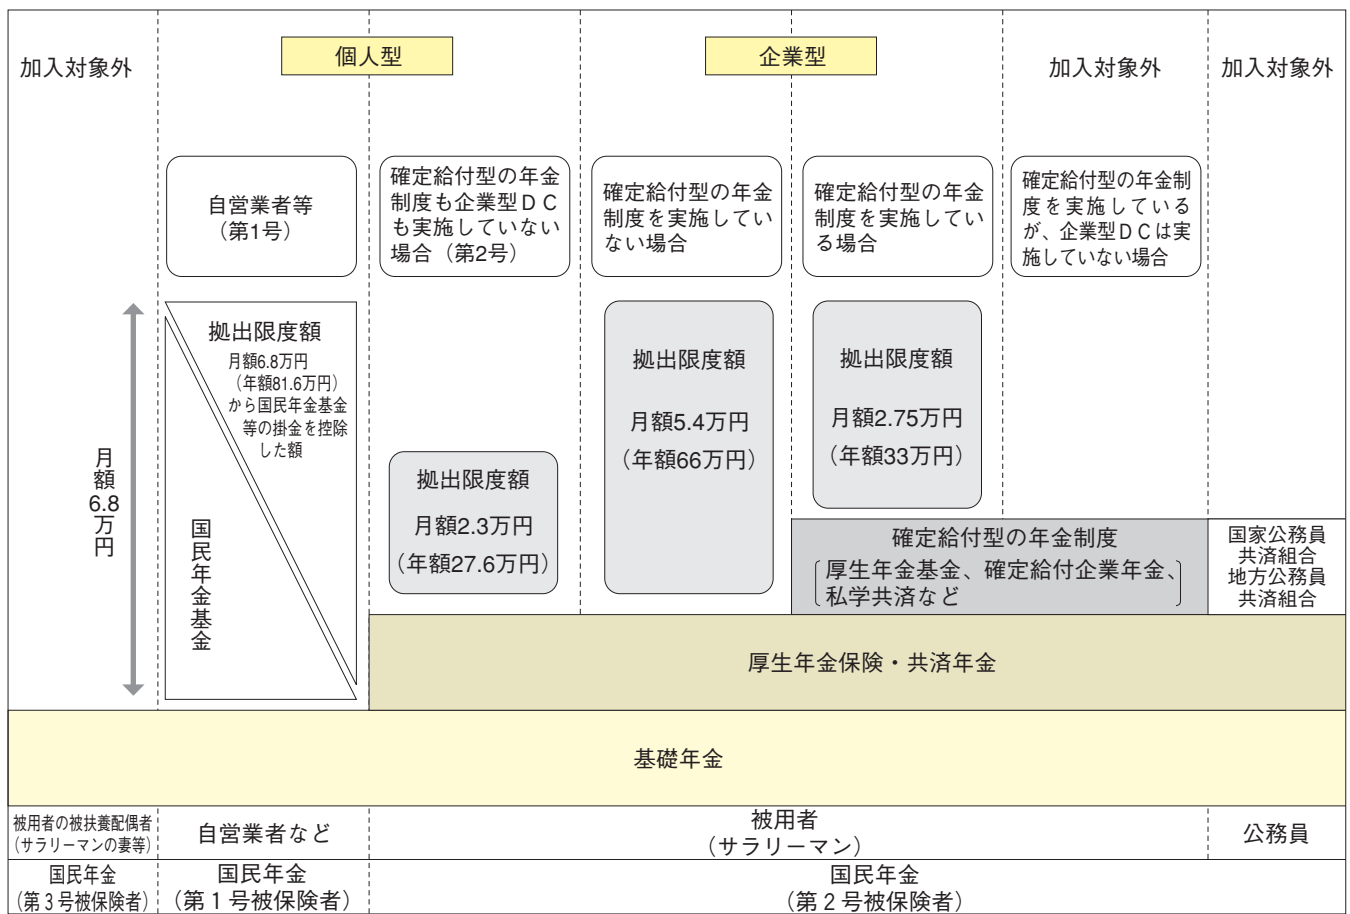 加入対象外
個人型
企業型
加入対象外
加入対象外
自営業者等
（第1号）
確定給付型の年金
制度も企業型ＤＣ
も実施していない
場合（第2号）
確定給付型の年金
制度を実施してい
ない場合
確定給付型の年金
制度を実施してい
る場合
確定給付型の年金制
度を実施している
が、企業型ＤＣは実
施していない場合
月額6.8万円
拠出限度額
月額6.8万円
（年額81.6万円）
から国民年金基金
等の掛金を控除
した額
国民年金基金
拠出限度額
月額2.3万円
（年額27.6万円）
拠出限度額
月額5.4万円
（年額66万円）
拠出限度額
月額2.75万円
（年額33万円）
確定給付型の年金制度
厚生年金基金、確定給付企業年金、
私学共済など
国家公務員
共済組合
地方公務員
共済組合
厚生年金保険・共済年金
基礎年金
被用者の被扶養配偶者
（サラリーマンの妻等）
自営業者など
被用者
（サラリーマン）
公務員
国民年金
（第３号被保険者）
国民年金
（第１号被保険者）
国民年金
（第２号被保険者）